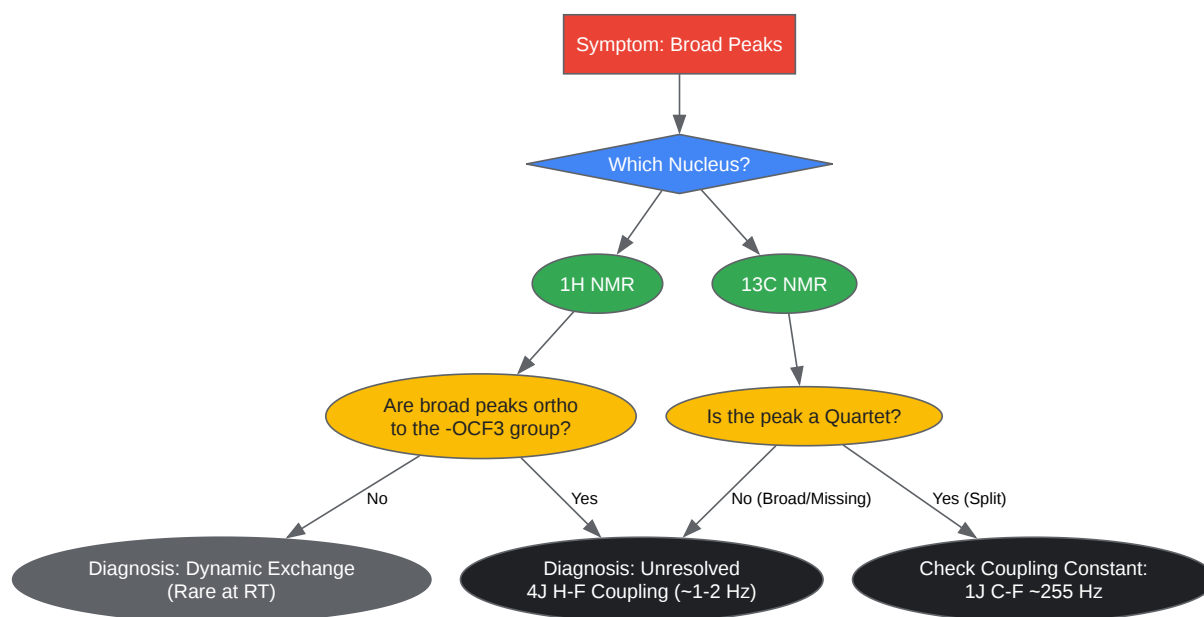 Symptom: Broad Peaks
Which Nucleus?
1H NMR
13C NMR
Are broad peaks ortho
to the -OCF3 group?
Is the peak a Quartet?
No
Yes
No (Broad/Missing)
Yes (Split)
Diagnosis: Dynamic Exchange
(Rare at RT)
Diagnosis: Unresolved
4J H-F Coupling (~1-2 Hz)
Check Coupling Constant:
1J C-F ~255 Hz